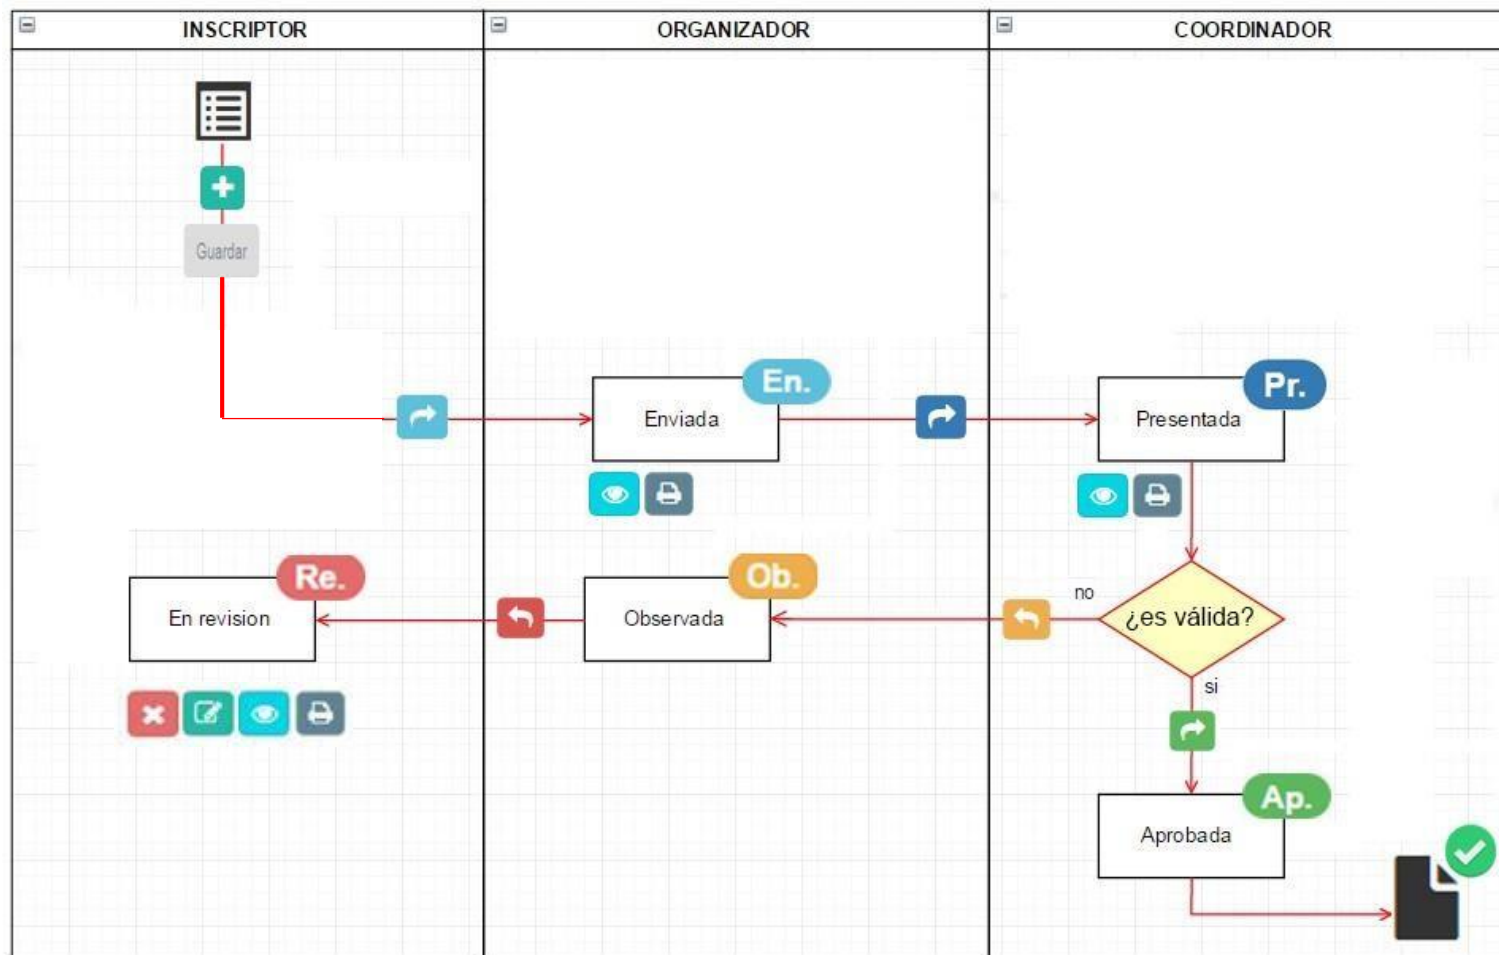 INSCRIPTOR
ORGANIZADOR
COORDINADOR
Guardar
En.
Enviada
Pr.
Presentada
Re.
En revision
Ob.
Observada
no
¿es válida?
si
Ap.
Aprobada